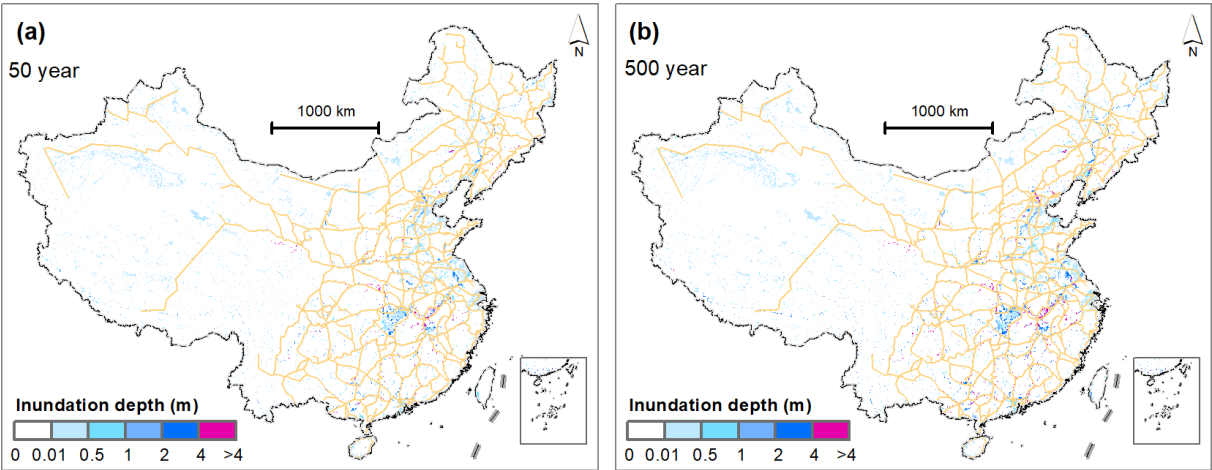 (a)
N
50 year
1000 km
Inundation depth (m)
0 0.01 0.5 1 2 4 >4
(b)
N
500 year
1000 km
Inundation depth (m)
0 0.01 0.5 1 2 4 >4